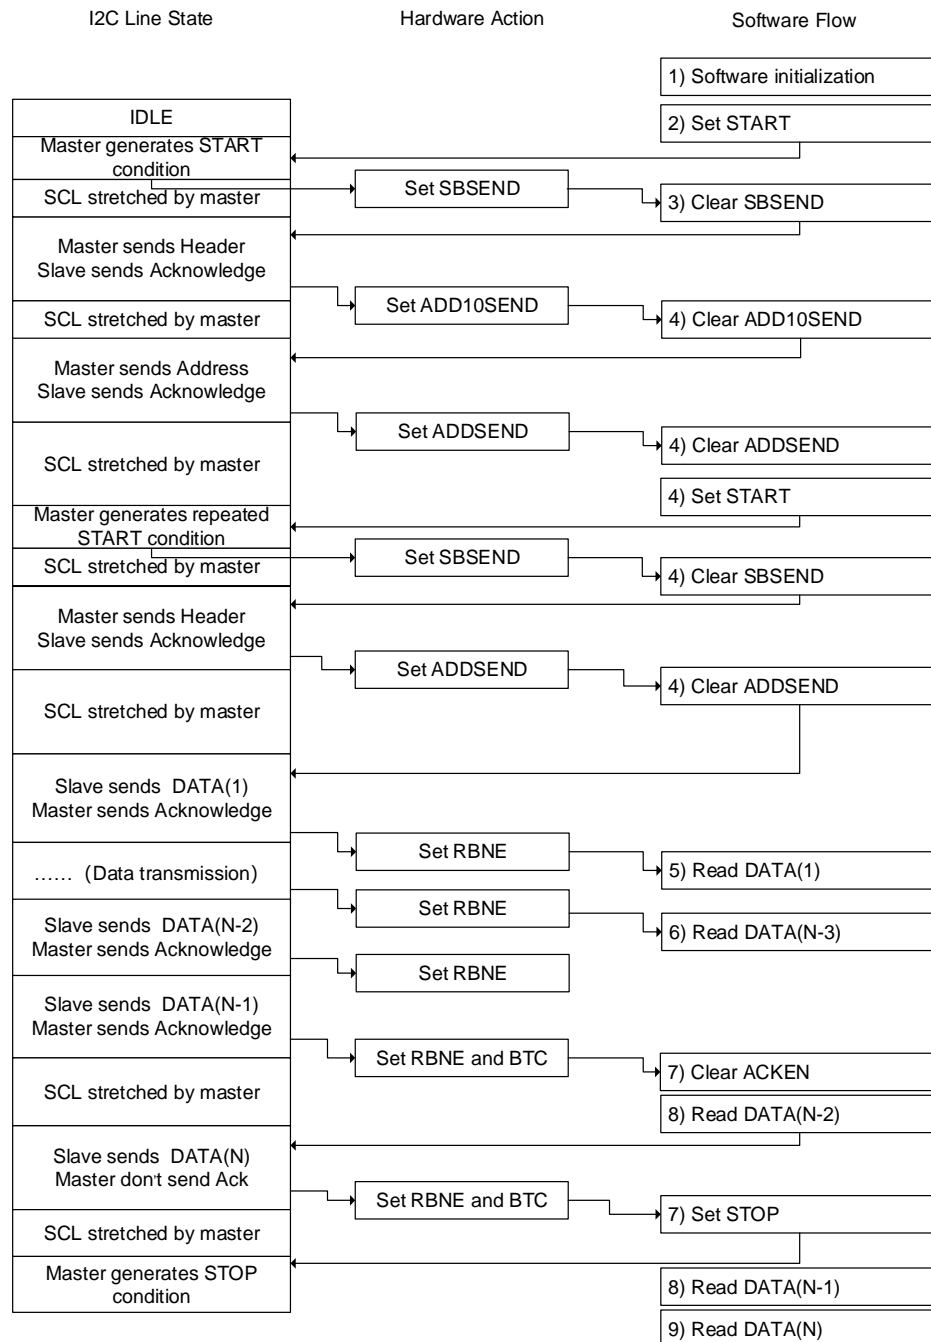 I2C Line State
Hardware Action
Software Flow
1) Software initialization
IDLE
2) Set START
Master generates START
condition
SCL stretched by master
Set SBSEND
3) Clear SBSEND
Master sends Header
Slave sends Acknowledge
SCL stretched by master
Set ADD10SEND
4) Clear ADD10SEND
Master sends Address
Slave sends Acknowledge
Set ADDSEND
4) Clear ADDSEND
SCL stretched by master
4) Set START
Master generates repeated
START condition
SCL stretched by master
Set SBSEND
4) Clear SBSEND
Master sends Header
Slave sends Acknowledge
Set ADDSEND
4) Clear ADDSEND
SCL stretched by master
Slave sends DATA(1)
Master sends Acknowledge
Set RBNE
5) Read DATA(1)
…… (Data transmission)
Set RBNE
6) Read DATA(N-3)
Slave sends DATA(N-2)
Master sends Acknowledge
Set RBNE
Slave sends DATA(N-1)
Master sends Acknowledge
Set RBNE and BTC
7) Clear ACKEN
SCL stretched by master
8) Read DATA(N-2)
Slave sends DATA(N)
Master don't send Ack
Set RBNE and BTC
7) Set STOP
SCL stretched by master
Master generates STOP
condition
8) Read DATA(N-1)
9) Read DATA(N)